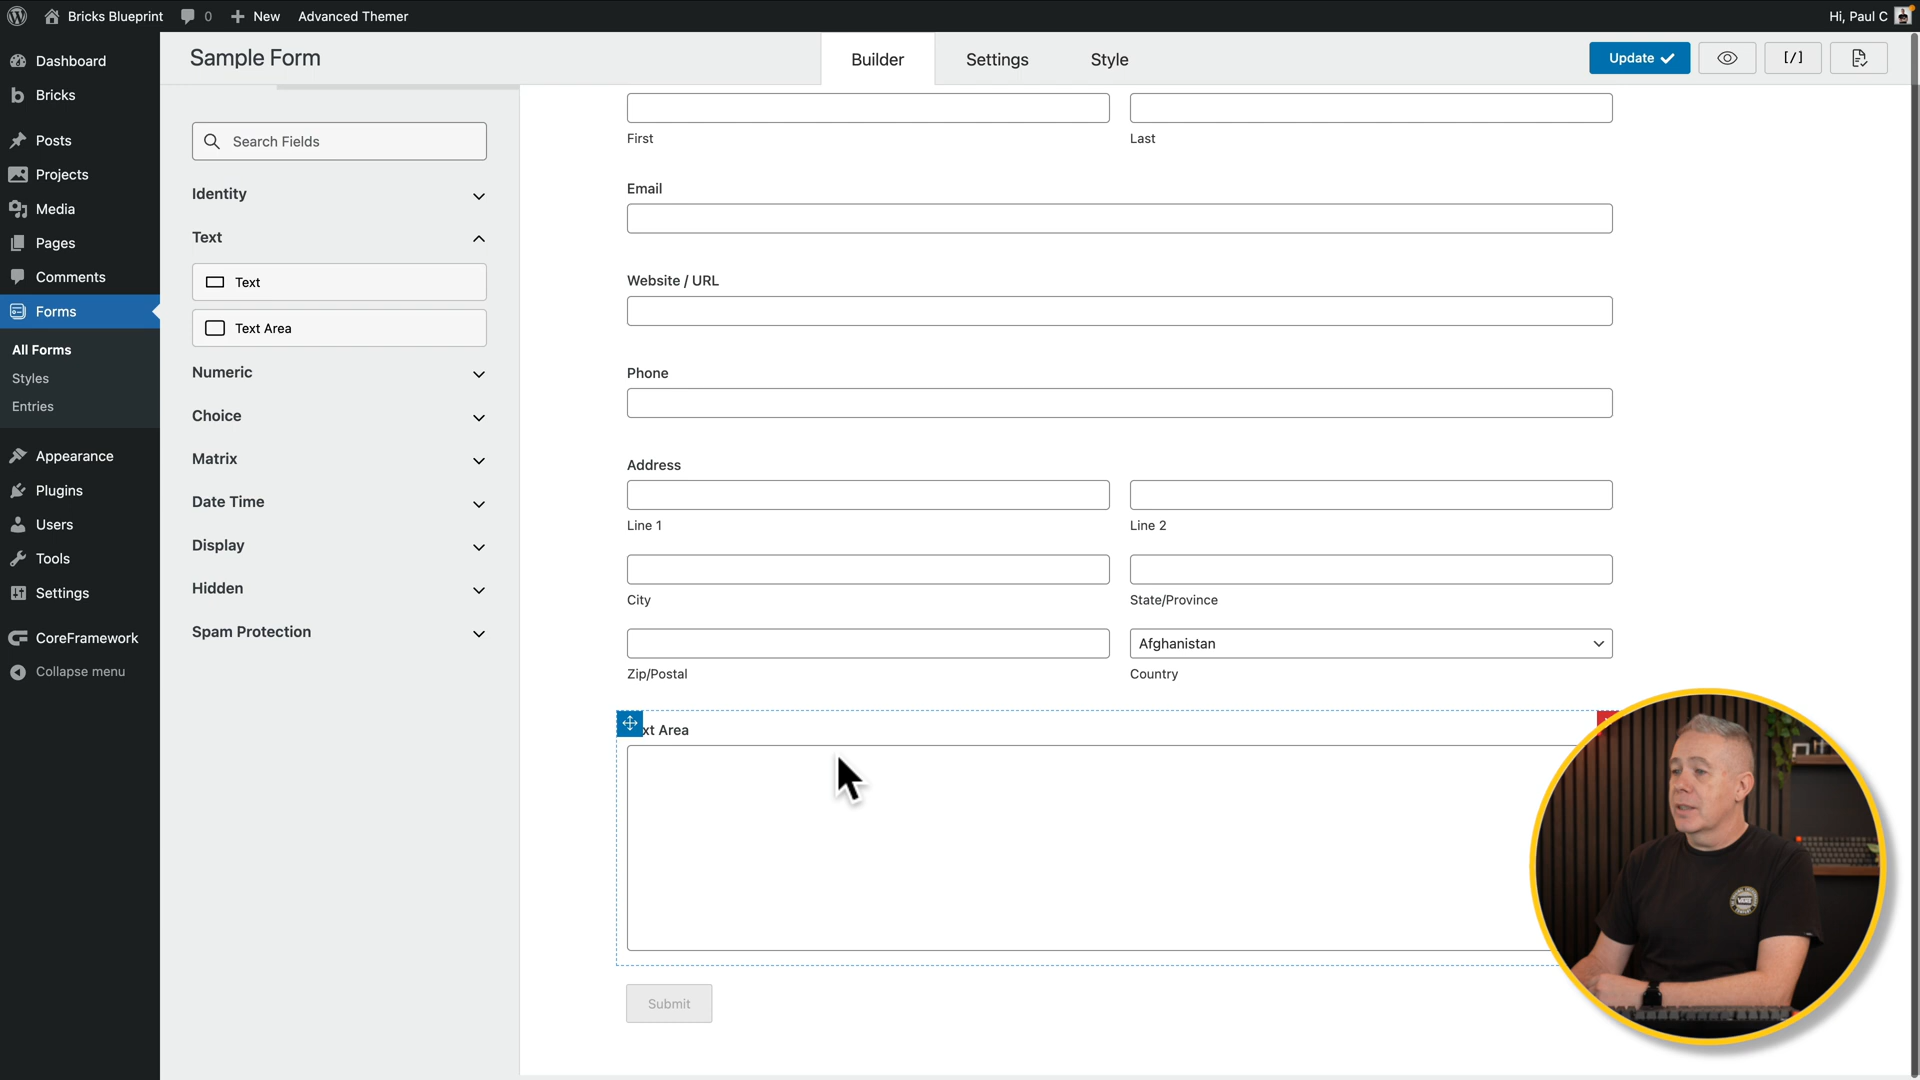 Bricks Blueprint
0
New
Advanced Themer
Hi, Paul C
Dashboard
Bricks
Posts
Projects
Media
Pages
Comments
Forms
All Forms
Styles
Entries
Appearance
Plugins
Users
Tools
Settings
CoreFramework
Collapse menu
Sample Form
Builder
Settings
Style
Update
[/]
Search Fields
Identity
Text
Text
Text Area
Numeric
Choice
Matrix
Date Time
Display
Hidden
Spam Protection
First
Last
Email
Website / URL
Phone
Address
Line 1
Line 2
City
State/Province
Zip/Postal
Afghanistan
Country
xt Area
Submit